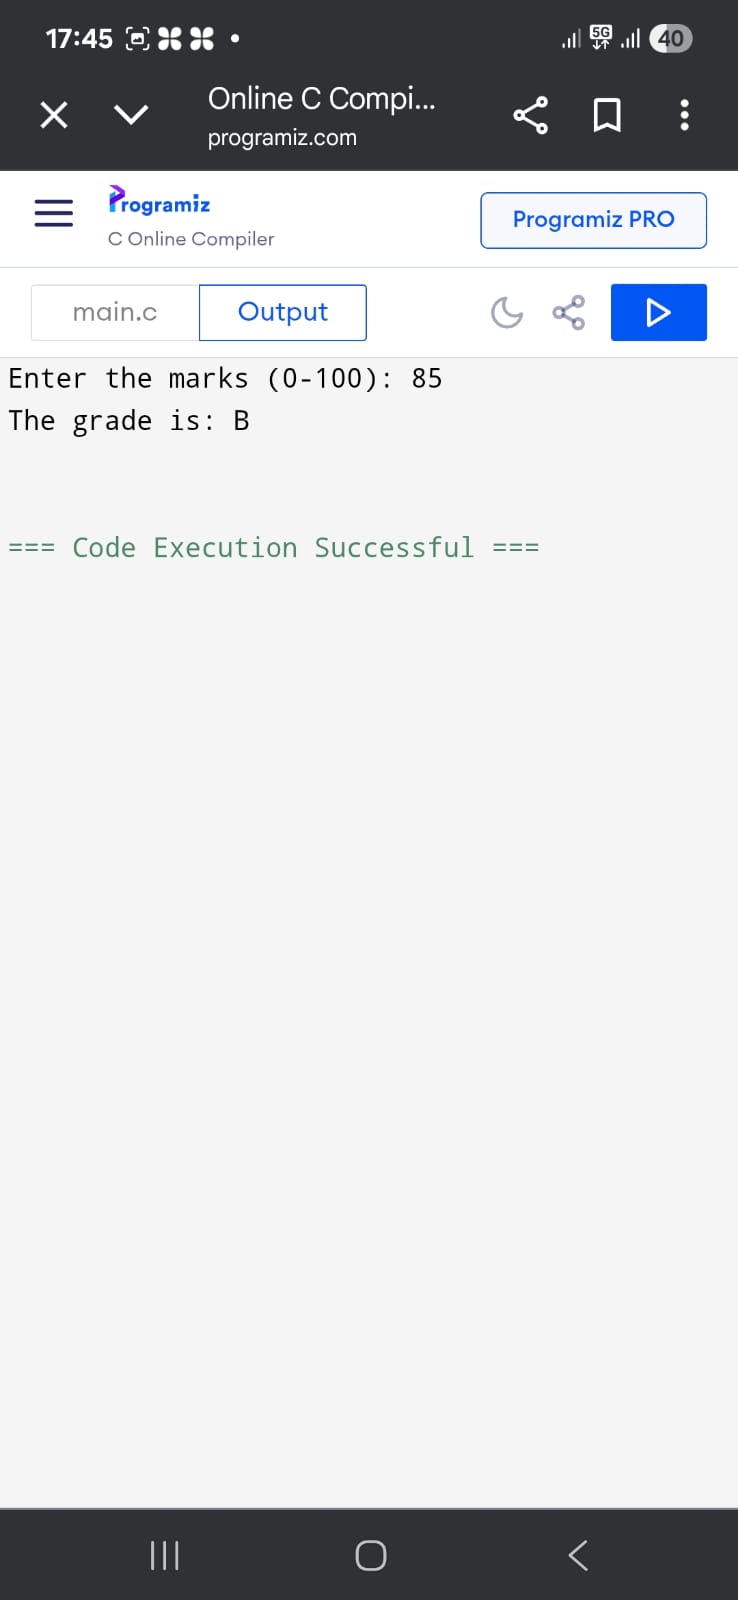 17:45
5G
40
Online C Compi...
programiz.com
Programiz
C Online Compiler
Programiz PRO
main.c
Output
Enter the marks (0-100): 85
The grade is: B
=== Code Execution Successful ===